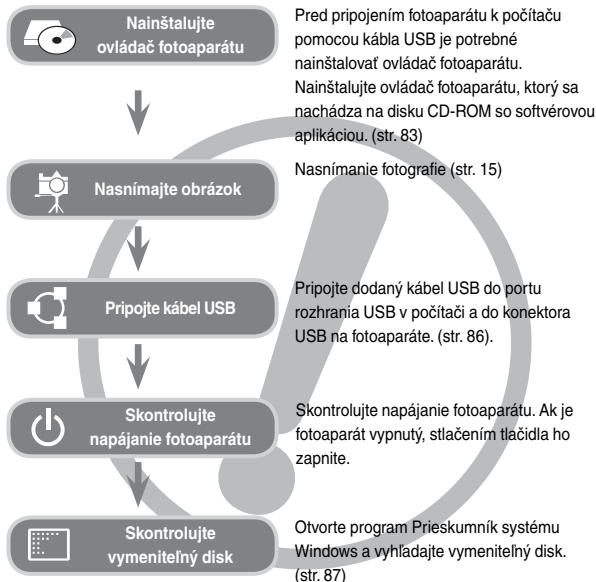 Nainštalujte
ovládač fotoaparátu
Pred pripojením fotoaparátu k počítaču
pomocou kábla USB je potrebné
nainštalovať ovládač fotoaparátu.
Nainštalujte ovládač fotoaparátu, ktorý sa
nachádza na disku CD-ROM so softvérovou
aplikáciou. (str. 83)
Nasnímajte obrázok
Nasnímanie fotografie (str. 15)
Pripojte kábel USB
Pripojte dodaný kábel USB do portu
rozhrania USB v počítači a do konektora
USB na fotoaparáte. (str. 86).
Skontrolujte
napájanie fotoaparátu
Skontrolujte napájanie fotoaparátu. Ak je
fotoaparát vypnutý, stlačením tlačidla ho
zapnite.
Skontrolujte
vymeniteľný disk
Otvorte program Prieskumník systému
Windows a vyhľadajte vymeniteľný disk.
(str. 87)